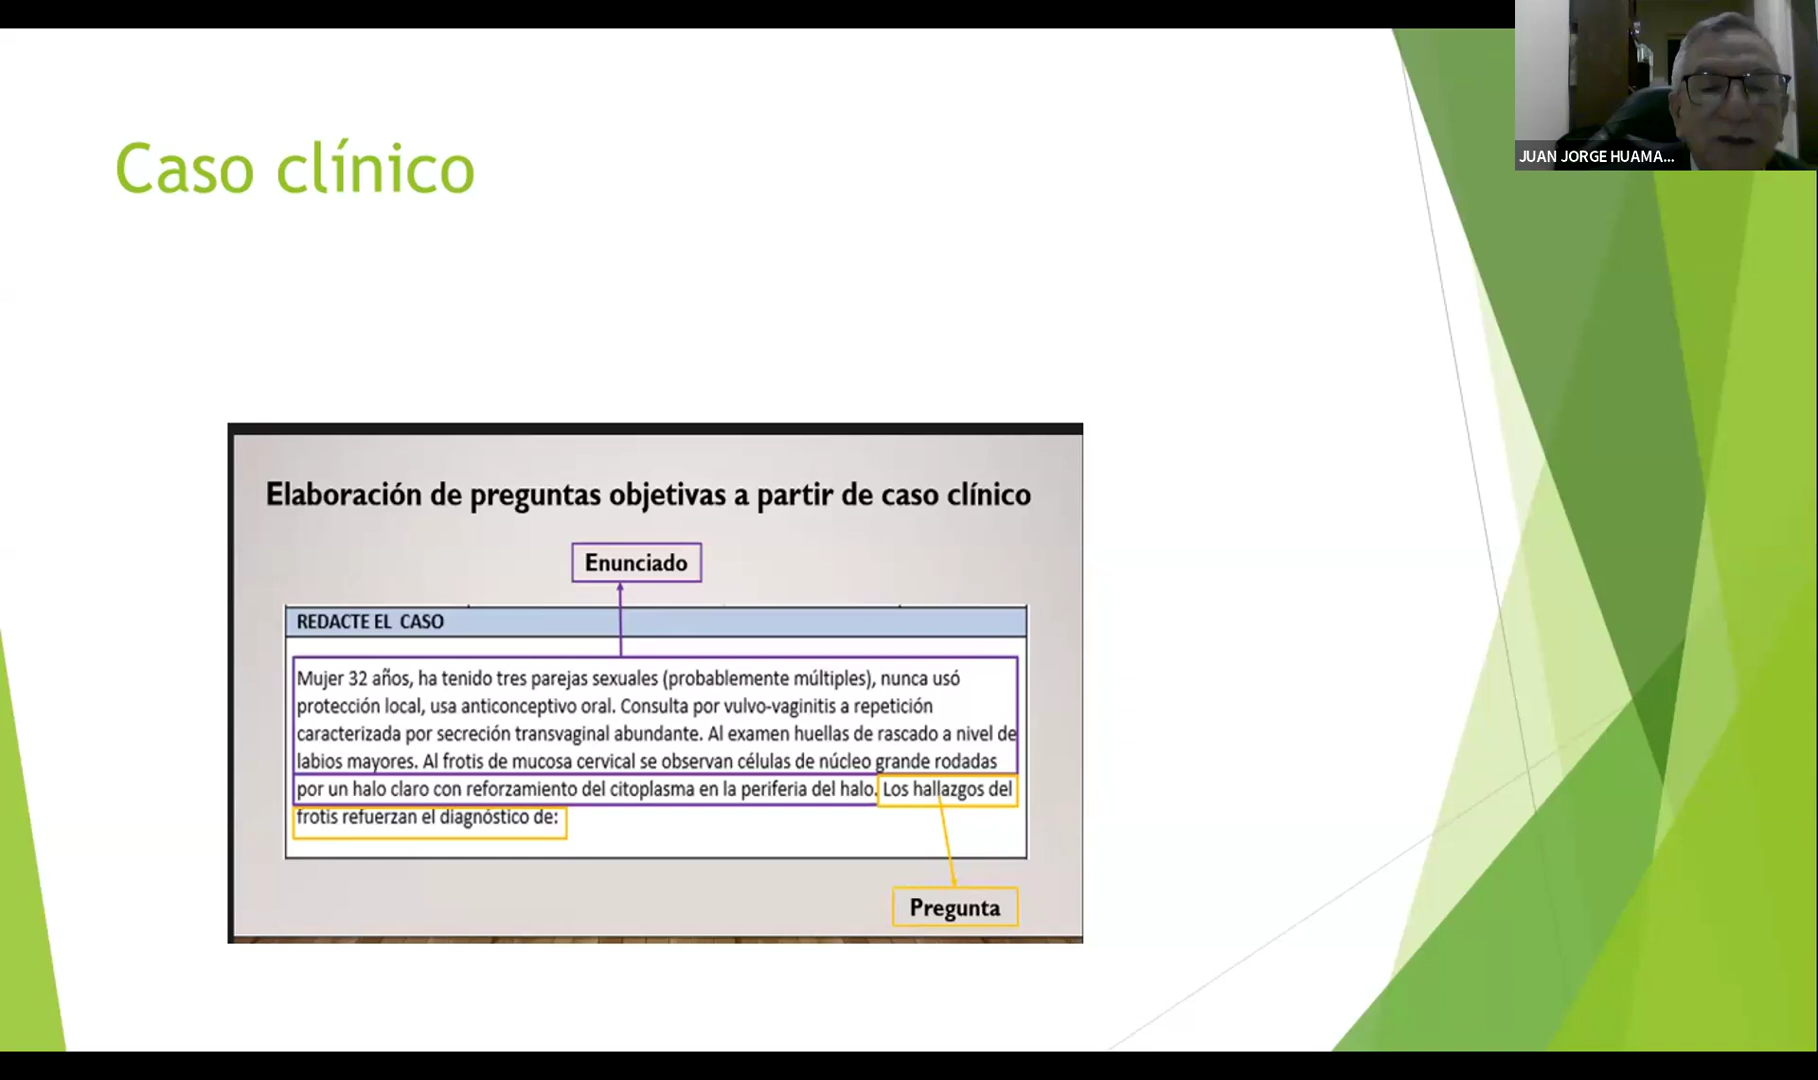 JUAN JORGE HUAMA...
Caso clínico
Elaboración de preguntas objetivas a partir de caso clínico
Enunciado
REDACTE EL CASO
Mujer 32 años, ha tenido tres parejas sexuales (probablemente múltiples), nunca usó
protección local, usa anticonceptivo oral. Consulta por vulvo-vaginitis a repetición
caracterizada por secreción transvaginal abundante. Al examen huellas de rascado a nivel de
labios mayores. Al frotis de mucosa cervical se observan células de núcleo grande rodadas
por un halo claro con reforzamiento del citoplasma en la periferia del halo. Los hallazgos del
frotis refuerzan el diagnóstico de:
Pregunta